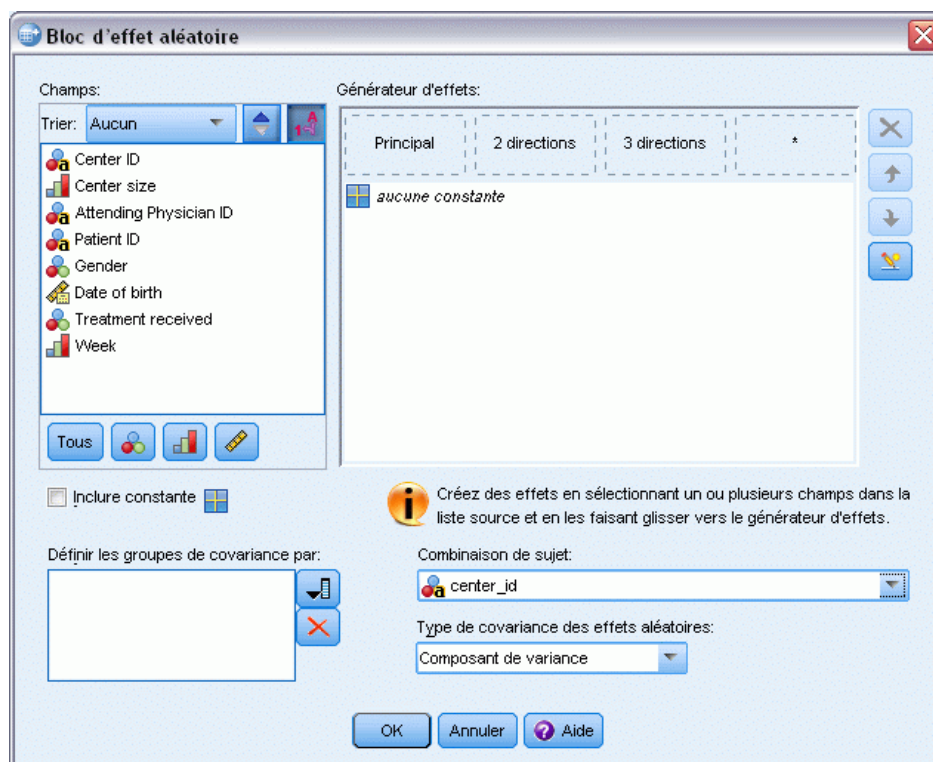 Bloc d'effet aléatoire
Champs:
Trier: Aucun
Center ID
Center size
Attending Physician ID
Patient ID
Gender
Date of birth
Treatment received
Week
Tous
Générateur d'effets:
Principal
2 directions
3 directions
*
aucune constante
Inclure constante
Créez des effets en sélectionnant un ou plusieurs champs dans la
liste source et en les faisant glisser vers le générateur d'effets.
Définir les groupes de covariance par:
Combinaison de sujet:
center_id
Type de covariance des effets aléatoires:
Composant de variance
OK
Annuler
Aide